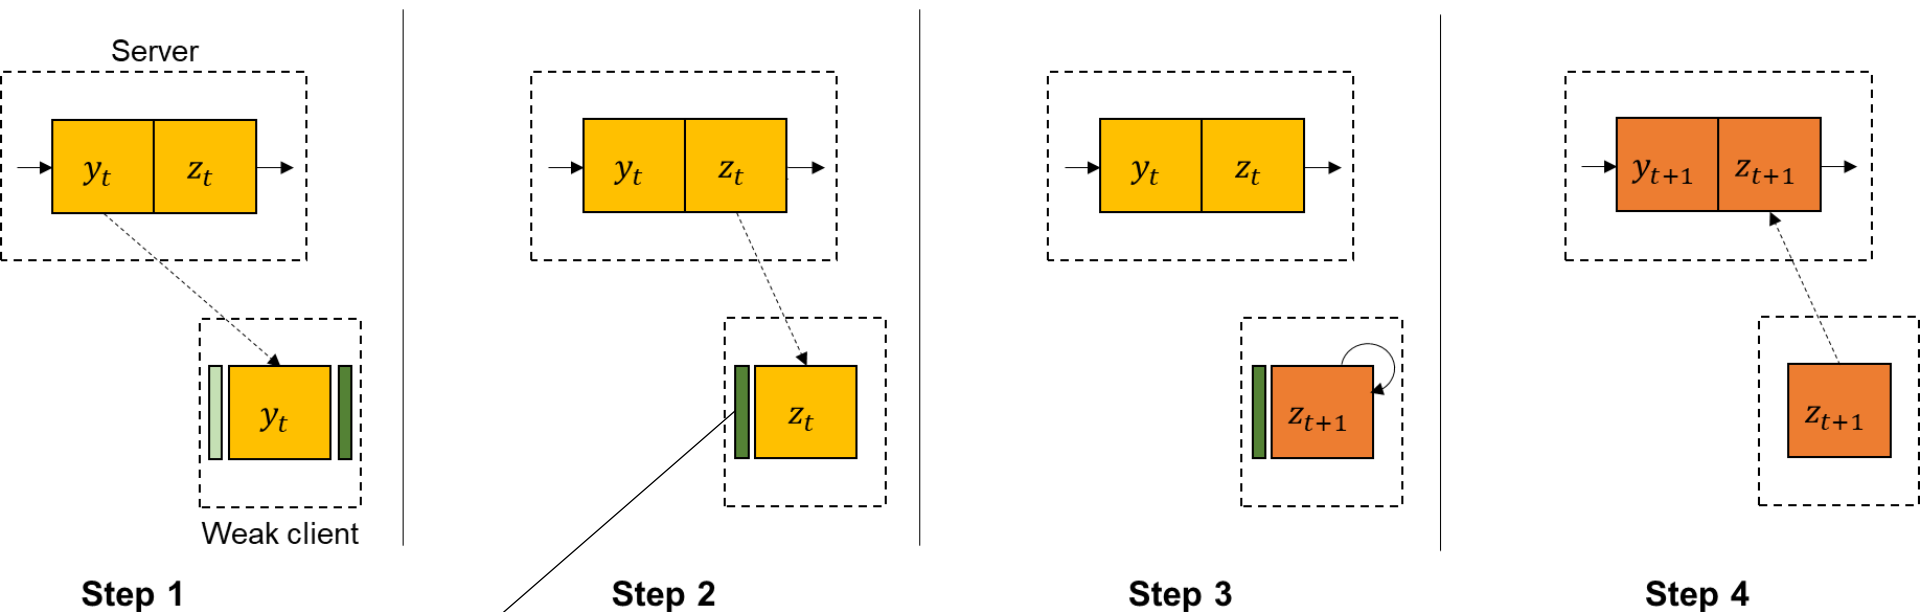 Server
y_t z_t
y_t
Weak client
Step 1
y_t z_t
z_t
Step 2
y_t z_t
z_{t+1}
Step 3
y_{t+1} z_{t+1}
z_{t+1}
Step 4